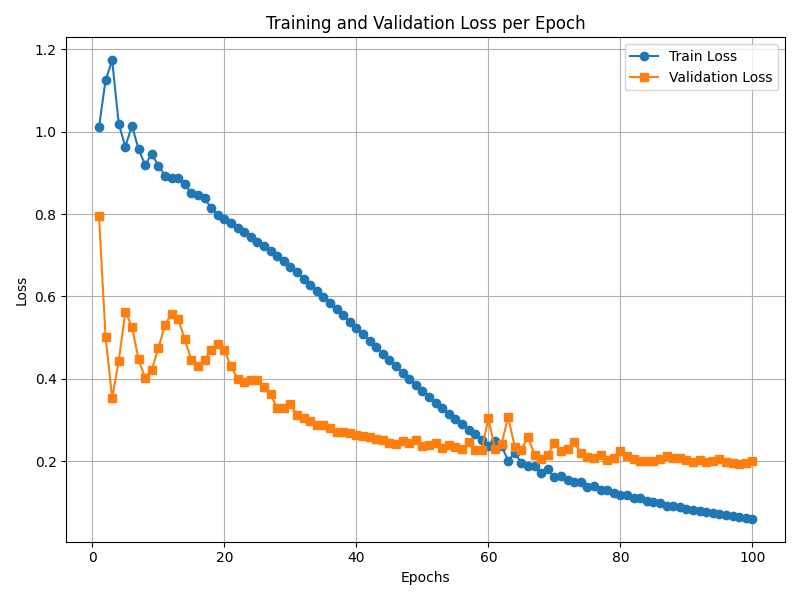 Training and Validation Loss per Epoch
Train Loss
Validation Loss
1.2
1.0
0.8
0.6
0.4
0.2
Loss
0 20 40 60 80 100
Epochs